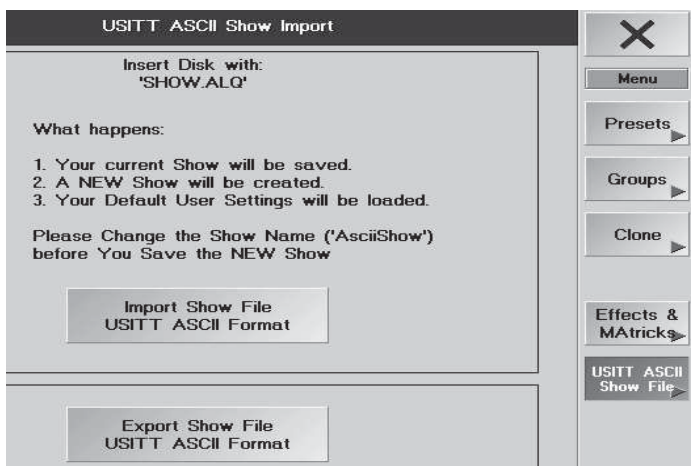 USITT ASCII Show Import
Insert Disk with:
'SHOW.ALQ'
What happens:
1. Your current Show will be saved.
2. A NEW Show will be created.
3. Your Default User Settings will be loaded.
Please Change the Show Name ('AsciiShow')
before You Save the NEW Show
Import Show File
USITT ASCII Format
Export Show File
USITT ASCII Format
Menu
Presets
Groups
Clone
Effects &
MAtricks
USITT ASCII
Show File